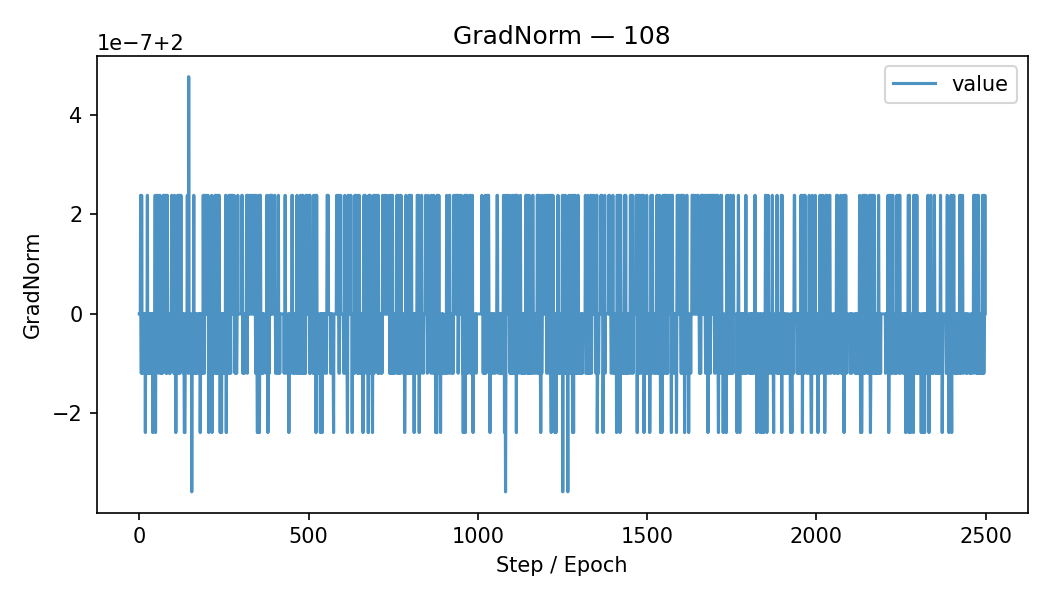 GradNorm — 108
1e−7+2
value
4
2
0
−2
GradNorm
0
500
1000
1500
2000
2500
Step / Epoch